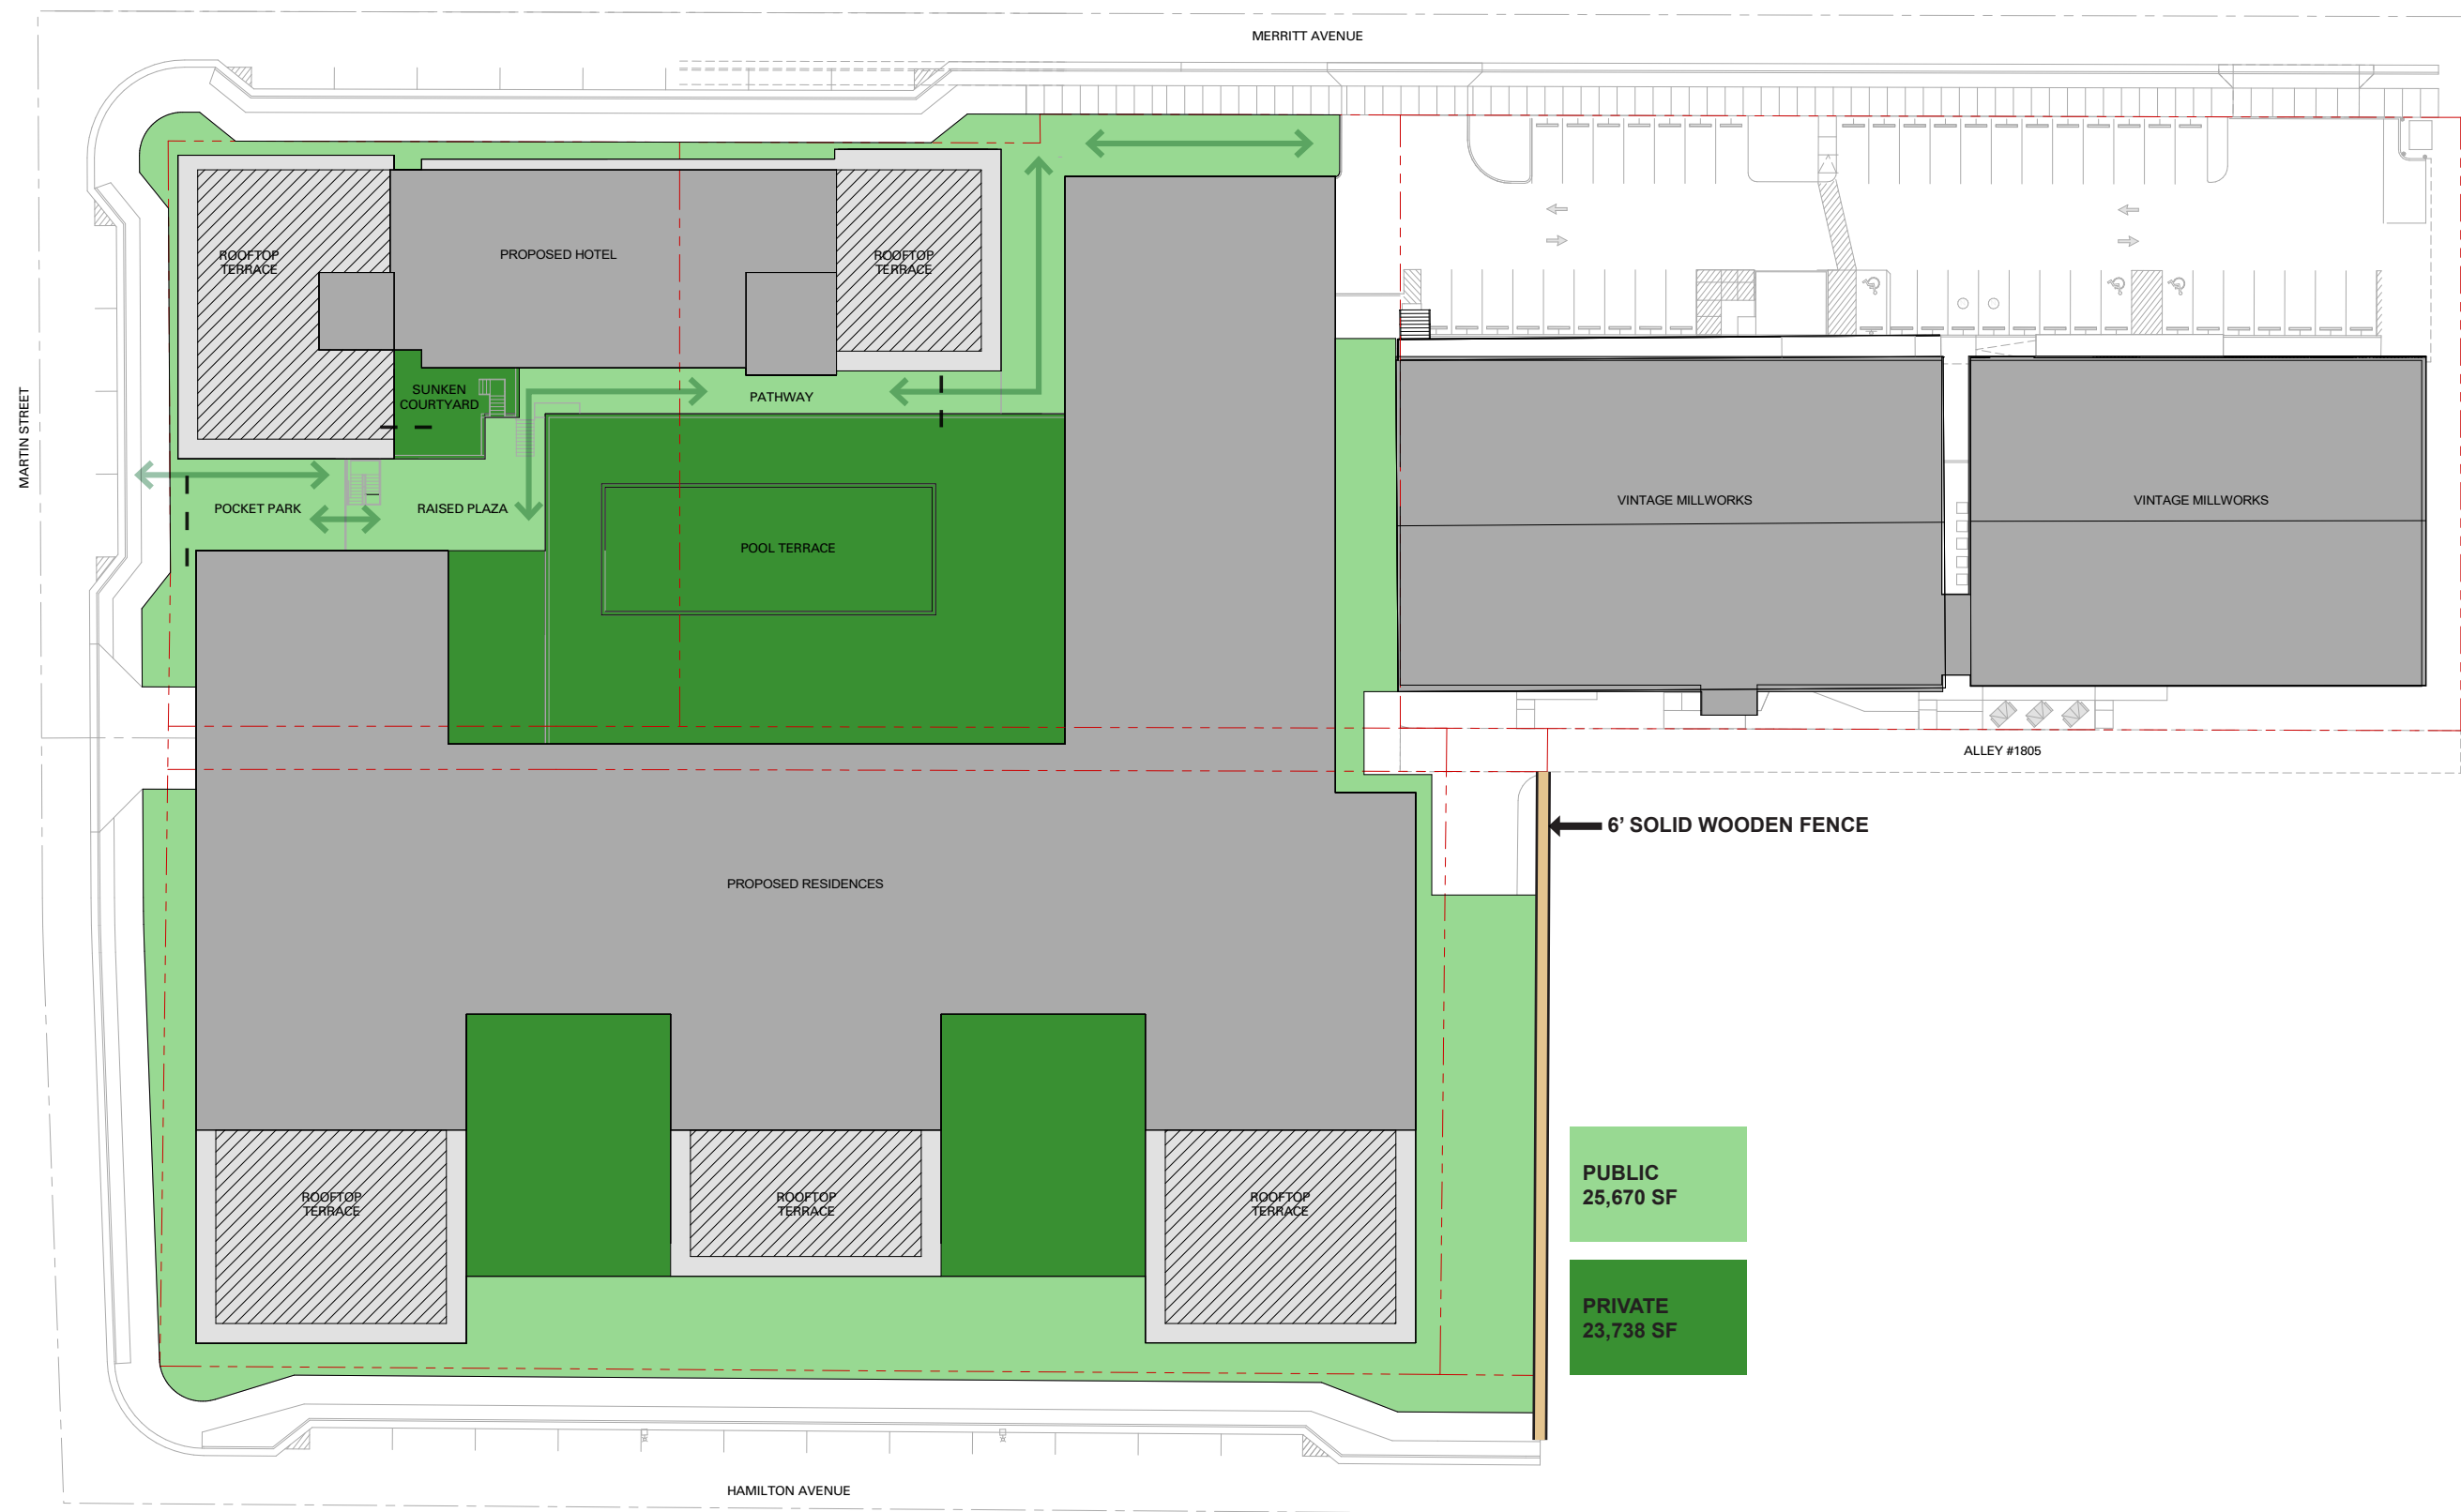 MERRITT AVENUE
MARTIN STREET
ROOFTOP
TERRACE
PROPOSED HOTEL
ROOFTOP
TERRACE
SUNKEN
COURTYARD
PATHWAY
POCKET PARK
RAISED PLAZA
POOL TERRACE
VINTAGE MILLWORKS
VINTAGE MILLWORKS
ALLEY #1805
6’ SOLID WOODEN FENCE
PROPOSED RESIDENCES
ROOFTOP
TERRACE
ROOFTOP
TERRACE
ROOFTOP
TERRACE
PUBLIC
25,670 SF
PRIVATE
23,738 SF
HAMILTON AVENUE